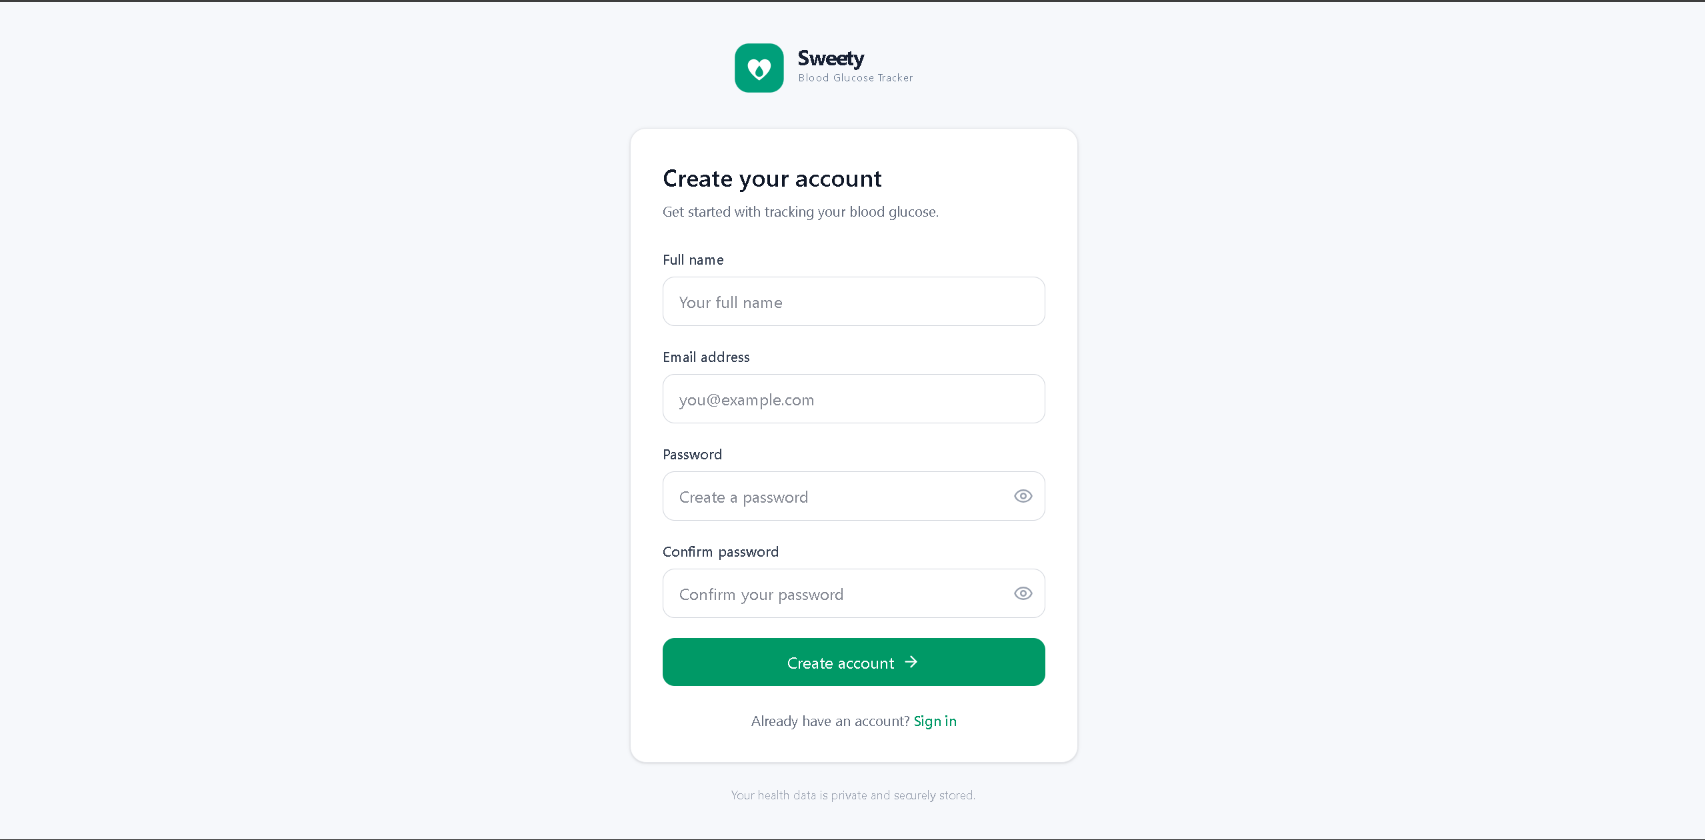 Sweety
Blood Glucose Tracker
Create your account
Get started with tracking your blood glucose.
Full name
Your full name
Email address
you@example.com
Password
Create a password
Confirm password
Confirm your password
Create account →
Already have an account? Sign in
Your health data is private and securely stored.